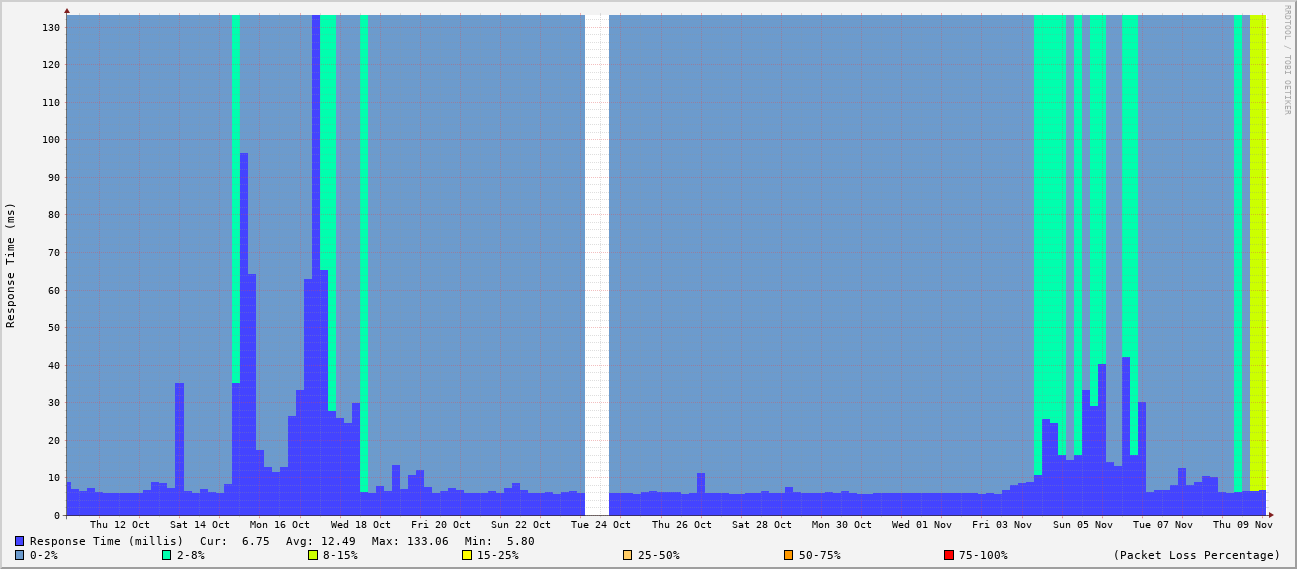 RRDTOOL / TOBI OETIKER
Response Time (ms)
130
120
110
100
90
80
70
60
50
40
30
20
10
0
Thu 12 Oct Sat 14 Oct Mon 16 Oct Wed 18 Oct Fri 20 Oct Sun 22 Oct Tue 24 Oct Thu 26 Oct Sat 28 Oct Mon 30 Oct Wed 01 Nov Fri 03 Nov Sun 05 Nov Tue 07 Nov Thu 09 Nov
Response Time (millis) Cur: 6.75 Avg: 12.49 Max: 133.06 Min: 5.80
0-2% 2-8% 8-15% 15-25% 25-50% 50-75% 75-100% (Packet Loss Percentage)